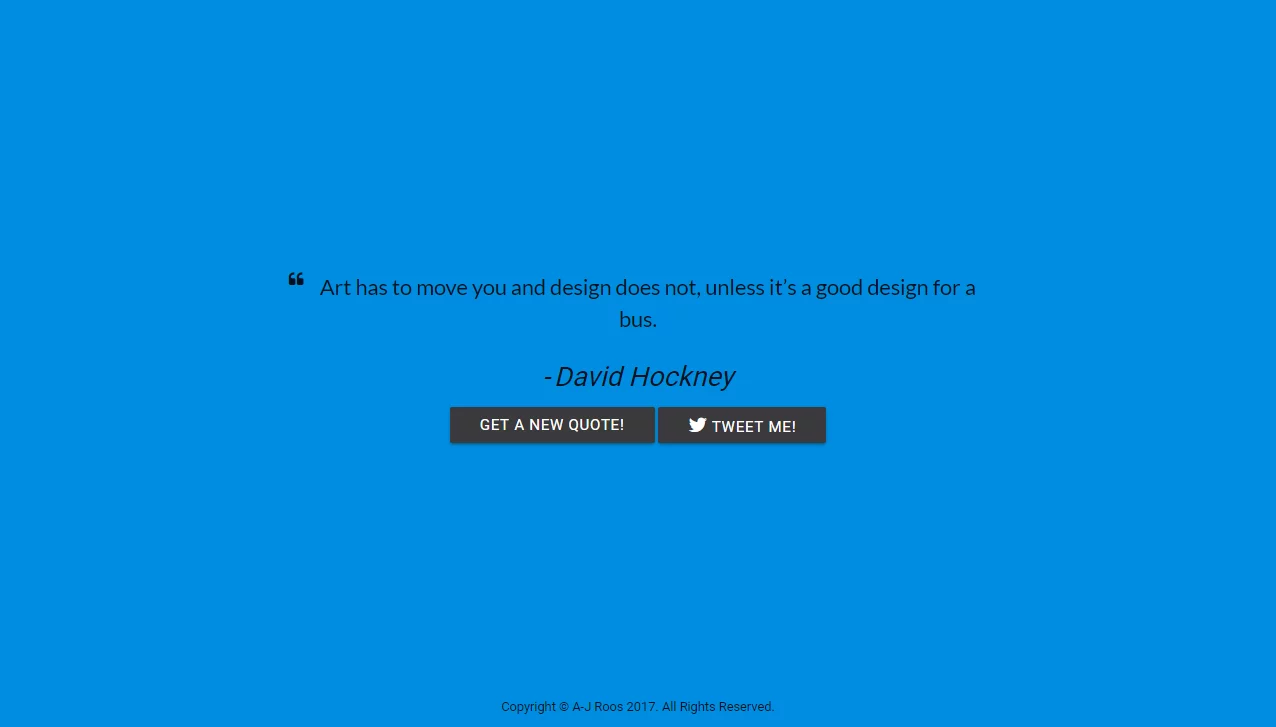 ❝ Art has to move you and design does not, unless it’s a good design for a
bus.
- David Hockney
GET A NEW QUOTE! TWEET ME!
Copyright © A-J Roos 2017. All Rights Reserved.